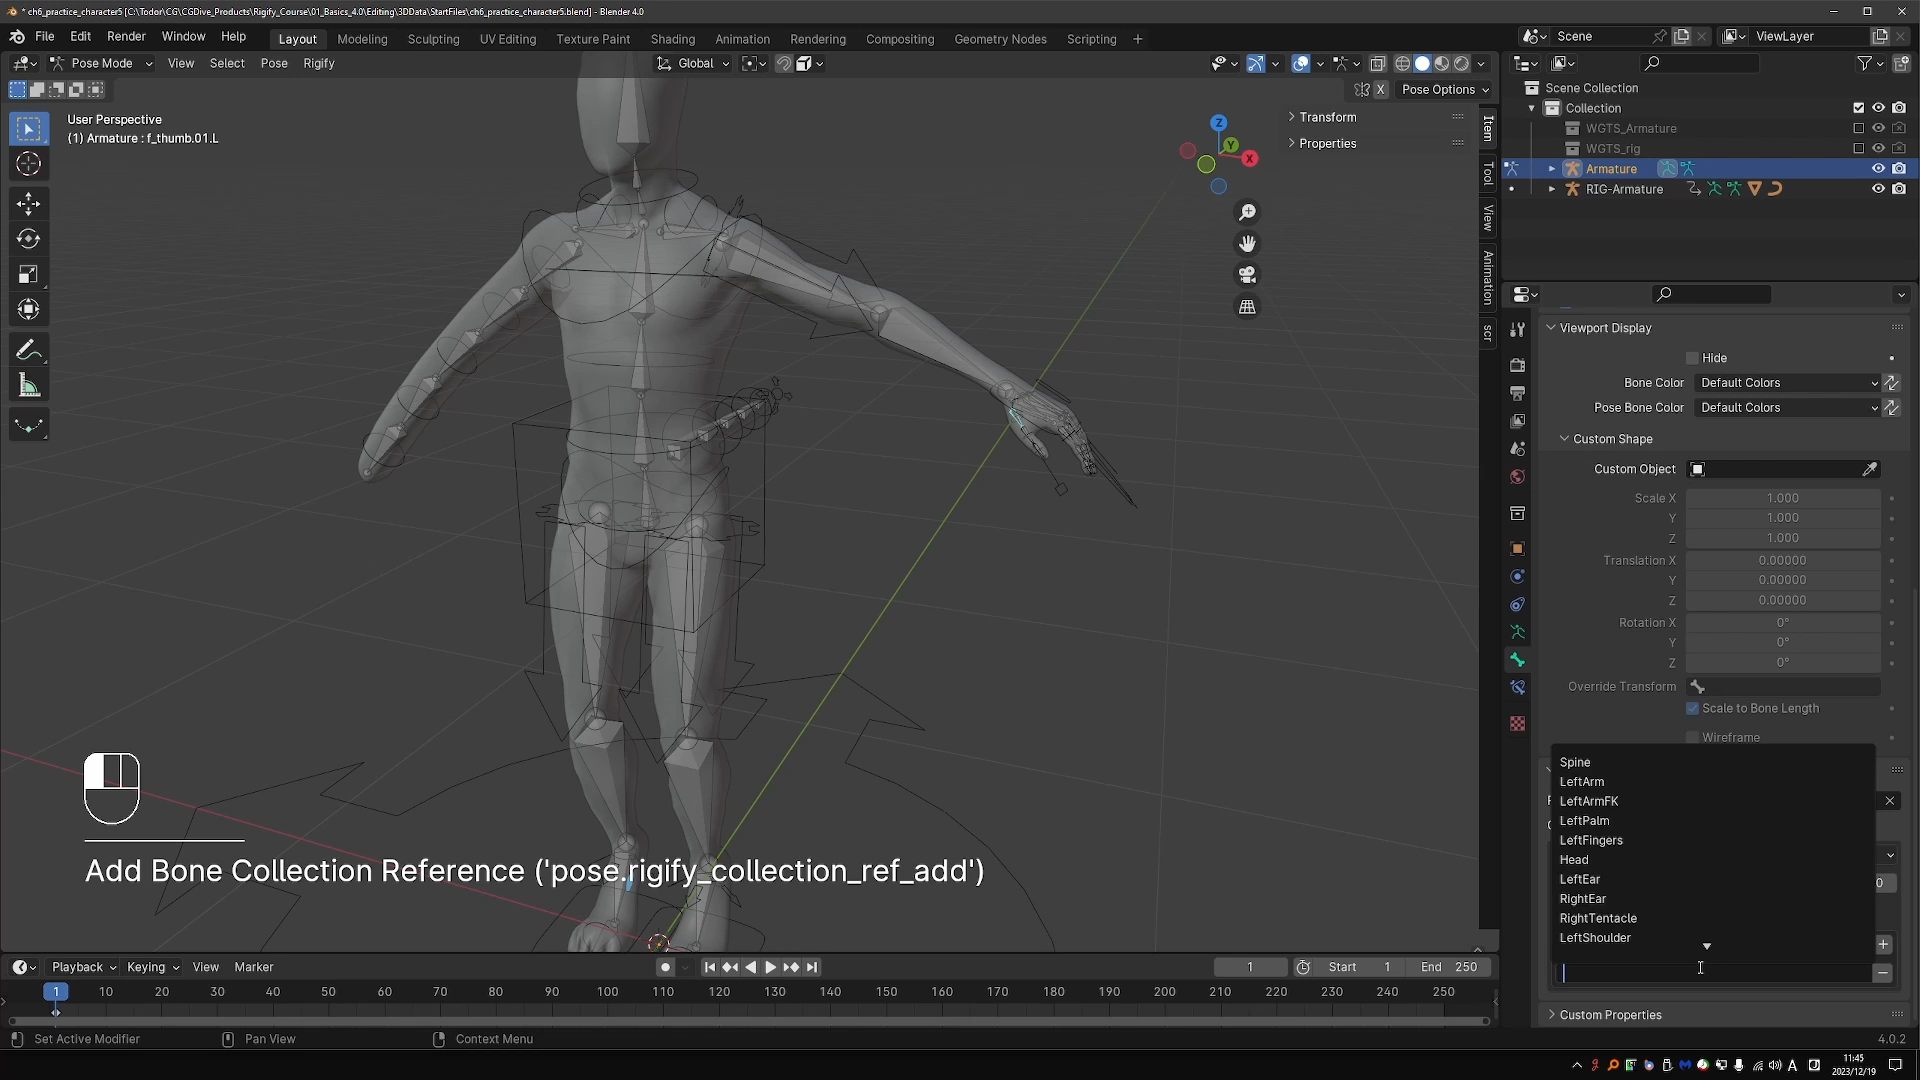 * ch6_practice_character5 [C:\Todor\CG\CGDive_Products\Rigify_Course\01_Basics_4.0\Editing\3DData\StartFiles\ch6_practice_character5.blend] - Blender 4.0
File Edit Render Window Help
Layout Modeling Sculpting UV Editing Texture Paint Shading Animation Rendering Compositing Geometry Nodes Scripting +
Scene
ViewLayer
Pose Mode View Select Pose Rigify
Global
X Pose Options
User Perspective
(1) Armature : f_thumb.01.L
Transform
Properties
Item
Tool
View
Animation
scr
Z
Y
X
Scene Collection
Collection
WGTS_Armature
WGTS_rig
Armature
RIG-Armature
Viewport Display
Hide
Bone Color Default Colors
Pose Bone Color Default Colors
Custom Shape
Custom Object
Scale X 1.000
Y 1.000
Z 1.000
Translation X 0.00000
Y 0.00000
Z 0.00000
Rotation X 0°
Y 0°
Z 0°
Override Transform
Scale to Bone Length
Wireframe
Spine
LeftArm
LeftArmFK
LeftPalm
LeftFingers
Head
LeftEar
RightEar
RightTentacle
LeftShoulder
0
Custom Properties
Add Bone Collection Reference ('pose.rigify_collection_ref_add')
Playback Keying View Marker
1 Start 1 End 250
1 10 20 30 40 50 60 70 80 90 100 110 120 130 140 150 160 170 180 190 200 210 220 230 240 250
Set Active Modifier Pan View Context Menu
4.0.2
A
11:45
2023/12/19